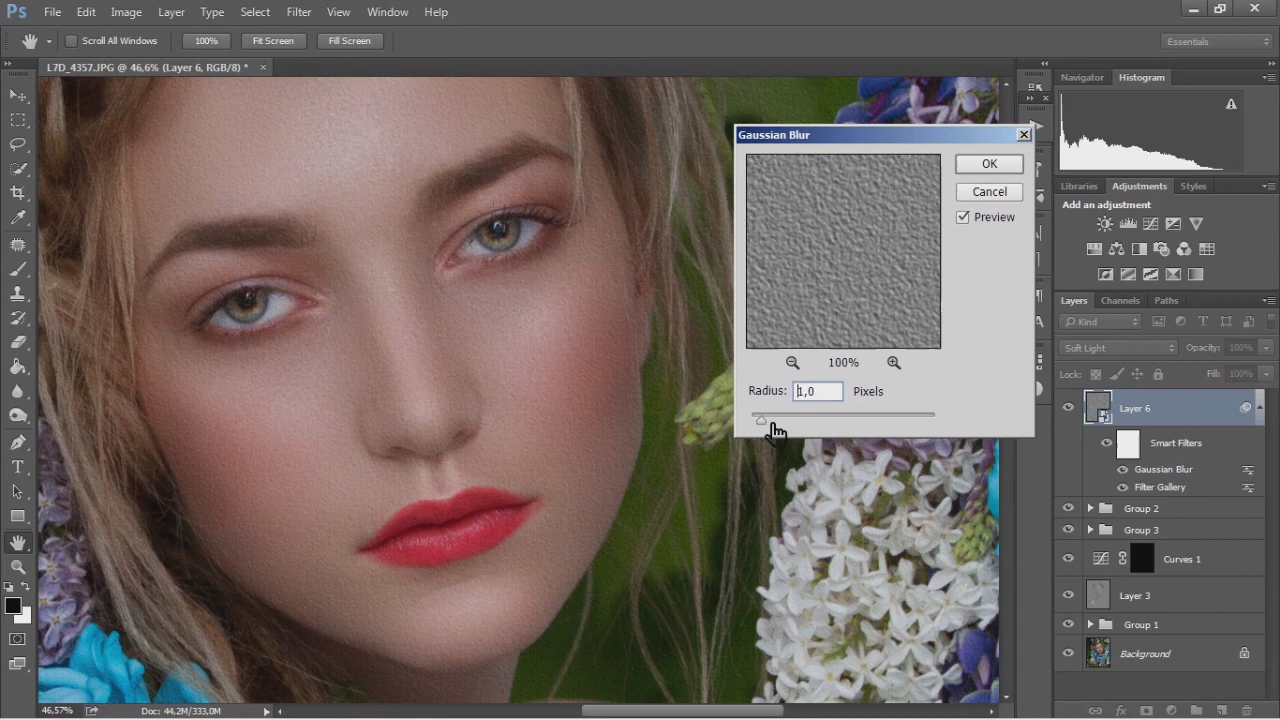 Ps File Edit Image Layer Type Select Filter View Window Help
Scroll All Windows 100% Fit Screen Fill Screen Essentials
L7D_4357.JPG @ 46,6% (Layer 6, RGB/8) * ×
Navigator Histogram
Gaussian Blur
OK
Cancel
Preview
100%
Radius: 1,0 Pixels
Libraries Adjustments Styles
Add an adjustment
Layers Channels Paths
Kind
Soft Light Opacity: 100%
Lock: Fill: 100%
Layer 6
Smart Filters
Gaussian Blur
Filter Gallery
Group 2
Group 3
Curves 1
Layer 3
Group 1
Background
46,57% Doc: 44,2M/333,0M